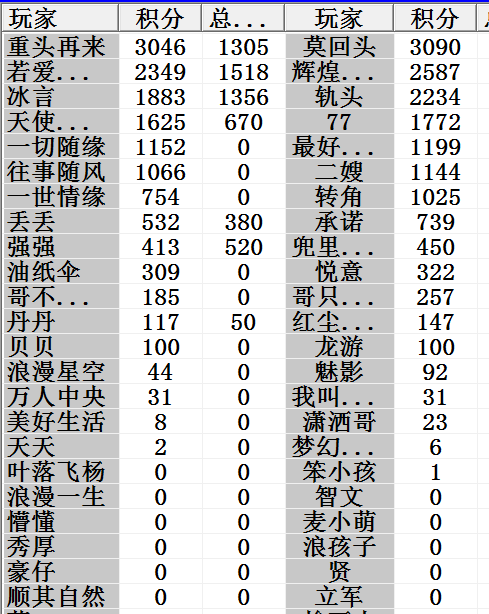 玩家 积分 总... 玩家 积分
重头再来 3046 1305 莫回头 3090
若爱... 2349 1518 辉煌... 2587
冰言 1883 1356 轨头 2234
天使... 1625 670 77 1772
一切随缘 1152 0 最好... 1199
往事随风 1066 0 二嫂 1144
一世情缘 754 0 转角 1025
丢丢 532 380 承诺 739
强强 413 520 兜里... 450
油纸伞 309 0 悦意 322
哥不... 185 0 哥只... 257
丹丹 117 50 红尘... 147
贝贝 100 0 龙游 100
浪漫星空 44 0 魅影 92
万人中央 31 0 我叫... 31
美好生活 8 0 潇洒哥 23
天天 2 0 梦幻... 6
叶落飞杨 0 0 笨小孩 1
浪漫一生 0 0 智文 0
懵懂 0 0 麦小萌 0
秀厚 0 0 浪孩子 0
豪仔 0 0 贤 0
顺其自然 0 0 立军 0